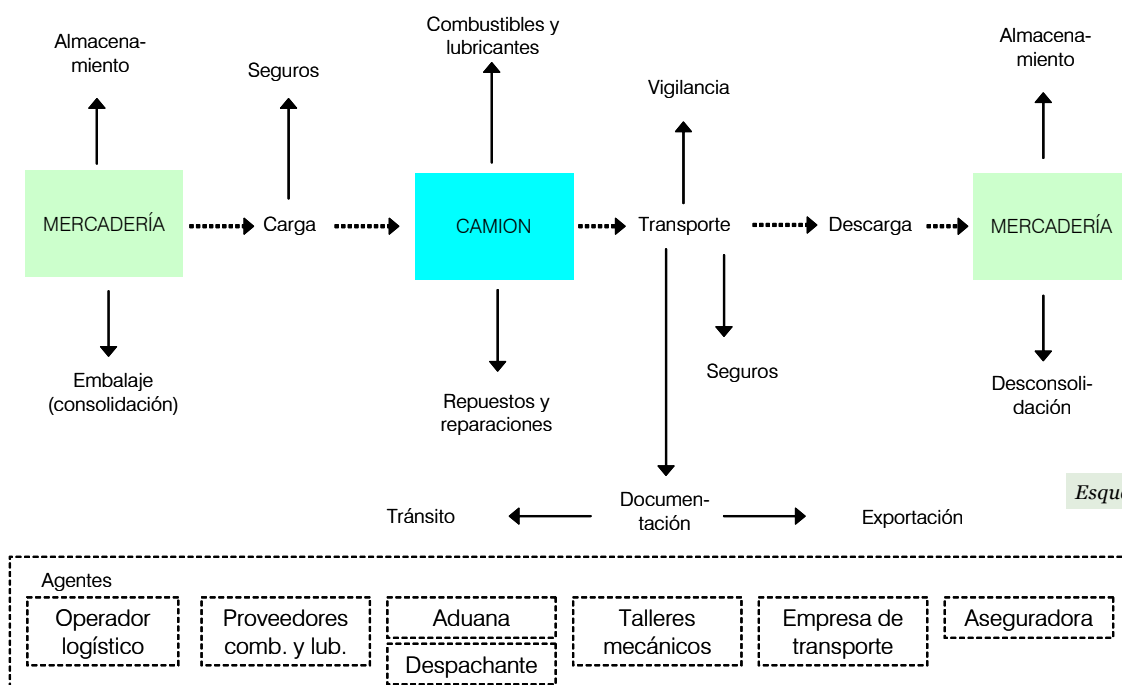 Almacena-
miento
Seguros
Combustibles y
lubricantes
Vigilancia
Almacena-
miento
MERCADERÍA
Carga
CAMION
Transporte
Descarga
MERCADERÍA
Embalaje
(consolidación)
Repuestos y
reparaciones
Seguros
Desconsoli-
dación
Tránsito
Documen-
tación
Exportación
Agentes
Operador
logístico
Proveedores
comb. y lub.
Aduana
Despachante
Talleres
mecánicos
Empresa de
transporte
Aseguradora